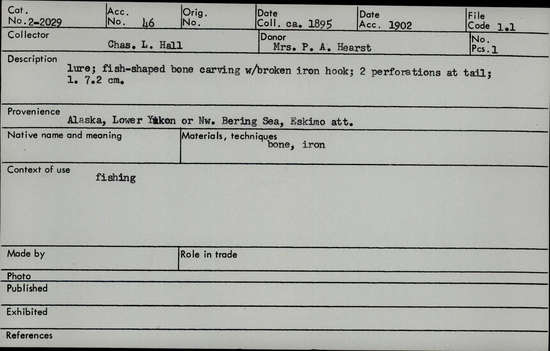 Cat. No. 2-2029 Acc. No. 46 Orig. No. Date Coll. ca. 1895 Date Acc. 1902 File Code 1.1
Collector Chas. L. Hall Donor Mrs. P. A. Hearst No. Pcs. 1
Description
lure; fish-shaped bone carving w/broken iron hook; 2 perforations at tail;
l. 7.2 cm.
Provenience
Alaska, Lower Yukon or Nw. Bering Sea, Eskimo att.
Native name and meaning Materials, techniques
bone, iron
Context of use
fishing
Made by Role in trade
Photo
Published
Exhibited
References